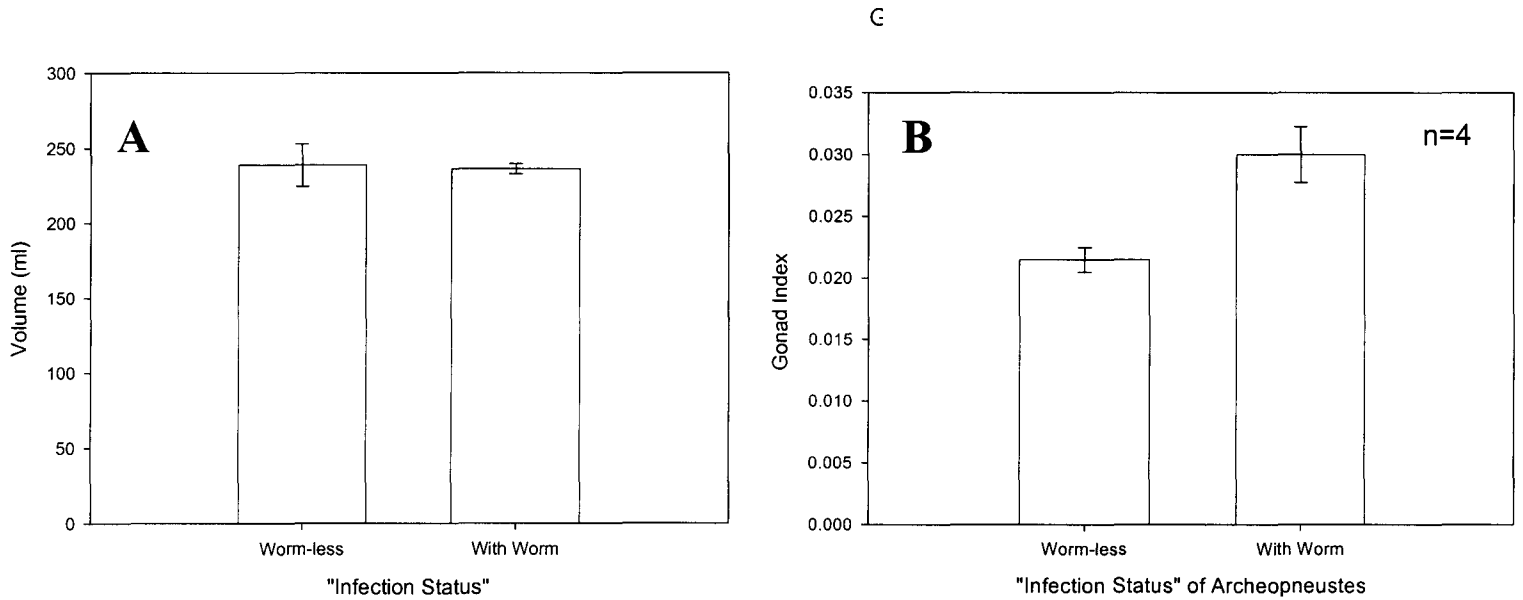 G
300
250
200
150
100
50
0
Volume (ml)
A
Worm-less
With Worm
"Infection Status"
0.035
0.030
0.025
0.020
0.015
0.010
0.005
0.000
Gonad Index
B
n=4
Worm-less
With Worm
"Infection Status" of Archeopneustes